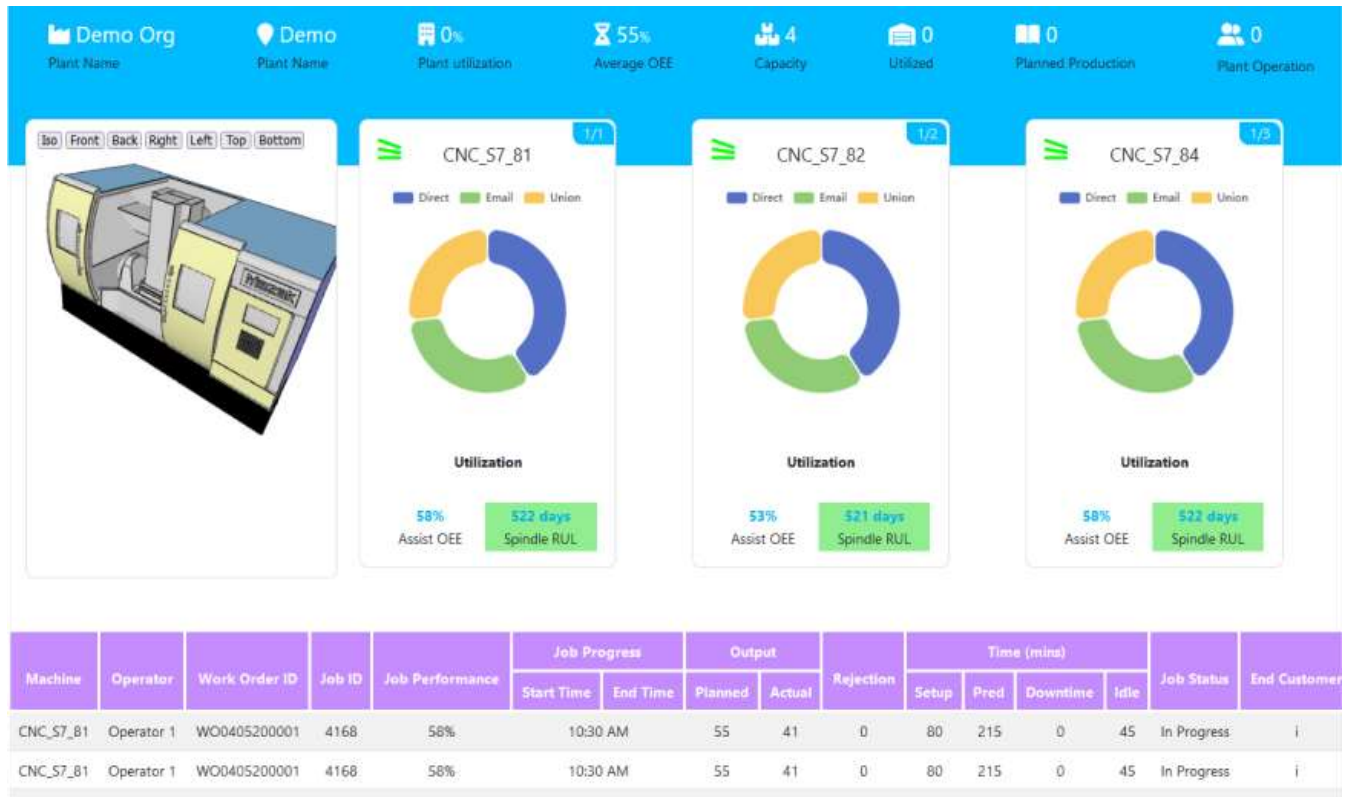 Demo Org
Plant Name
Demo
Plant Name
0%
Plant utilization
55%
Average OEE
4
Capacity
0
Utilized
0
Planned Production
0
Plant Operation
Iso Front Back Right Left Top Bottom
Mazak
1/1
CNC_S7_81
Direct Email Union
Utilization
58% 522 days
Assist OEE Spindle RUL
1/2
CNC_S7_82
Direct Email Union
Utilization
53% 521 days
Assist OEE Spindle RUL
1/3
CNC_S7_84
Direct Email Union
Utilization
58% 522 days
Assist OEE Spindle RUL
Job Progress Output Time (mins)
Machine Operator Work Order ID Job ID Job Performance Rejection Job Status End Customer
Start Time End Time Planned Actual Setup Pred Downtime Idle
CNC_S7_81 Operator 1 WO0405200001 4168 58% 10:30 AM 55 41 0 80 215 0 45 In Progress i
CNC_S7_81 Operator 1 WO0405200001 4168 58% 10:30 AM 55 41 0 80 215 0 45 In Progress i